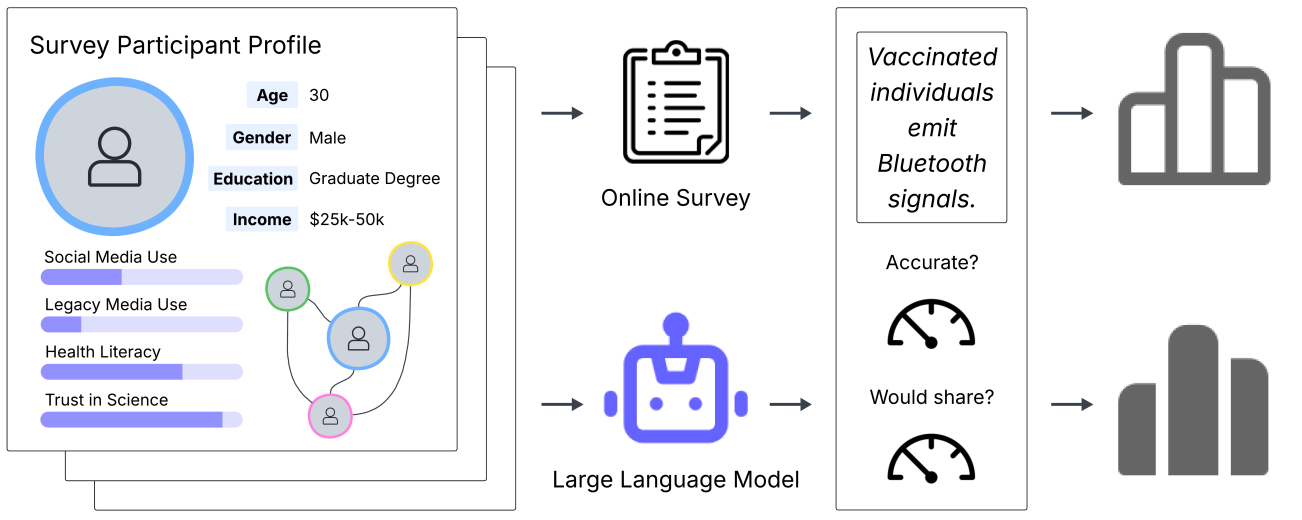 Survey Participant Profile
Age 30
Gender Male
Education Graduate Degree
Income $25k-50k
Social Media Use
Legacy Media Use
Health Literacy
Trust in Science
Online Survey
Large Language Model
Vaccinated
individuals
emit
Bluetooth
signals.
Accurate?
Would share?